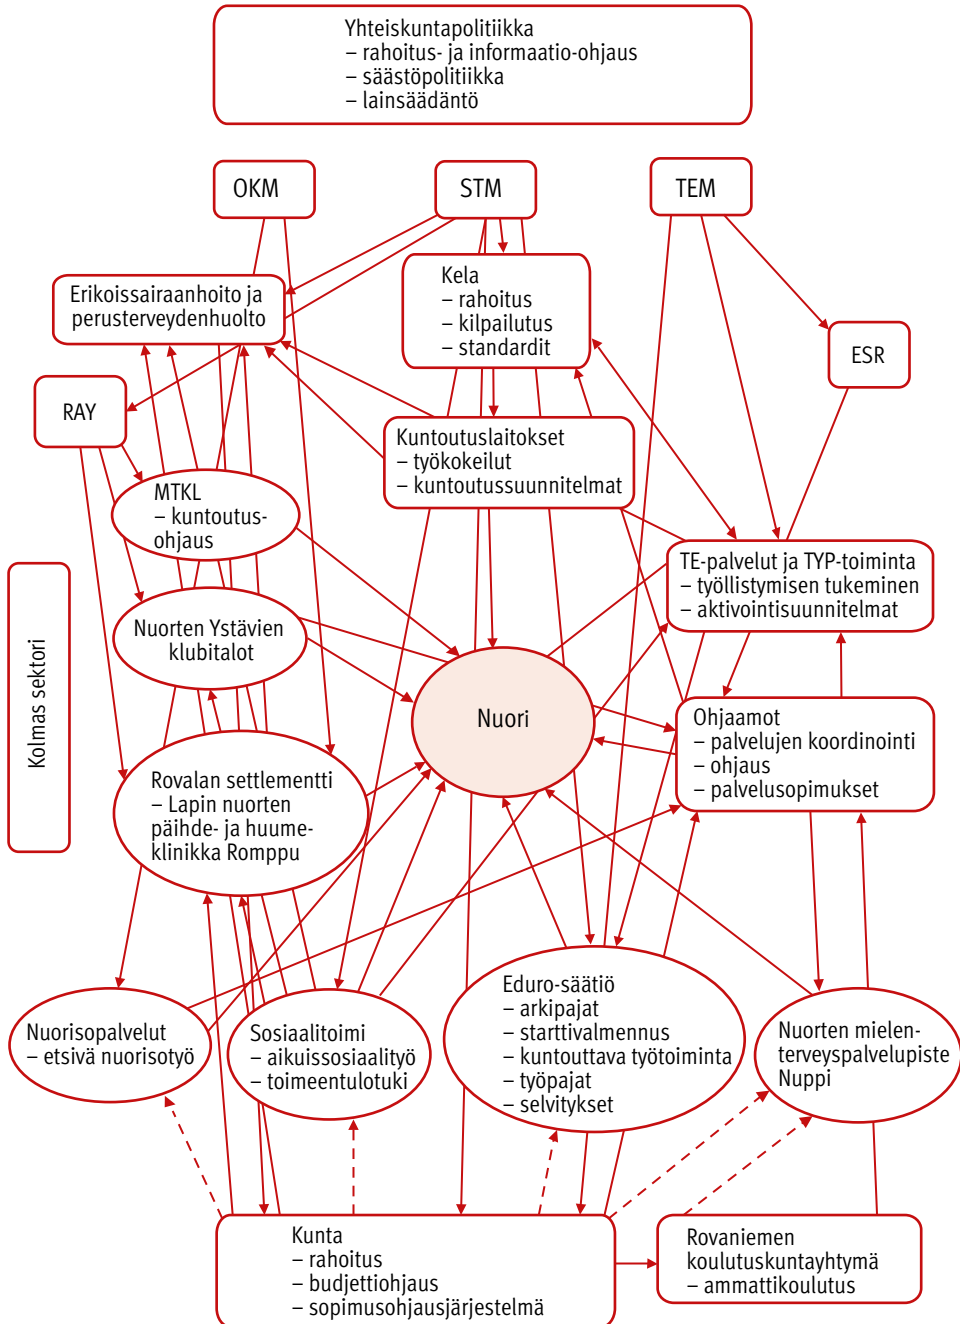 Yhteiskuntapolitiikka
– rahoitus- ja informaatio-ohjaus
– säästöpolitiikka
– lainsäädäntö
OKM
STM
TEM
Erikoissairaanhoito ja
perusterveydenhuolto
Kela
– rahoitus
– kilpailutus
– standardit
ESR
RAY
Kuntoutuslaitokset
– työkokeilut
– kuntoutussuunnitelmat
MTKL
– kuntoutus-
ohjaus
TE-palvelut ja TYP-toiminta
– työllistymisen tukeminen
– aktivointisuunnitelmat
Nuorten Ystävien
klubitalot
Kolmas sektori
Nuori
Ohjaamot
– palvelujen koordinointi
– ohjaus
– palvelusopimukset
Rovalan settlementti
– Lapin nuorten
päihde- ja huume-
klinikka Romppu
Nuorisopalvelut
– etsivä nuorisotyö
Sosiaalitoimi
– aikuissosiaalityö
– toimeentulotuki
Eduro-säätiö
– arkipajat
– starttivalmennus
– kuntouttava työtoiminta
– työpajat
– selvitykset
Nuorten mielen-
terveyspalvelupiste
Nuppi
Kunta
– rahoitus
– budjettiohjaus
– sopimusohjausjärjestelmä
Rovaniemen
koulutuskuntayhtymä
– ammattikoulutus